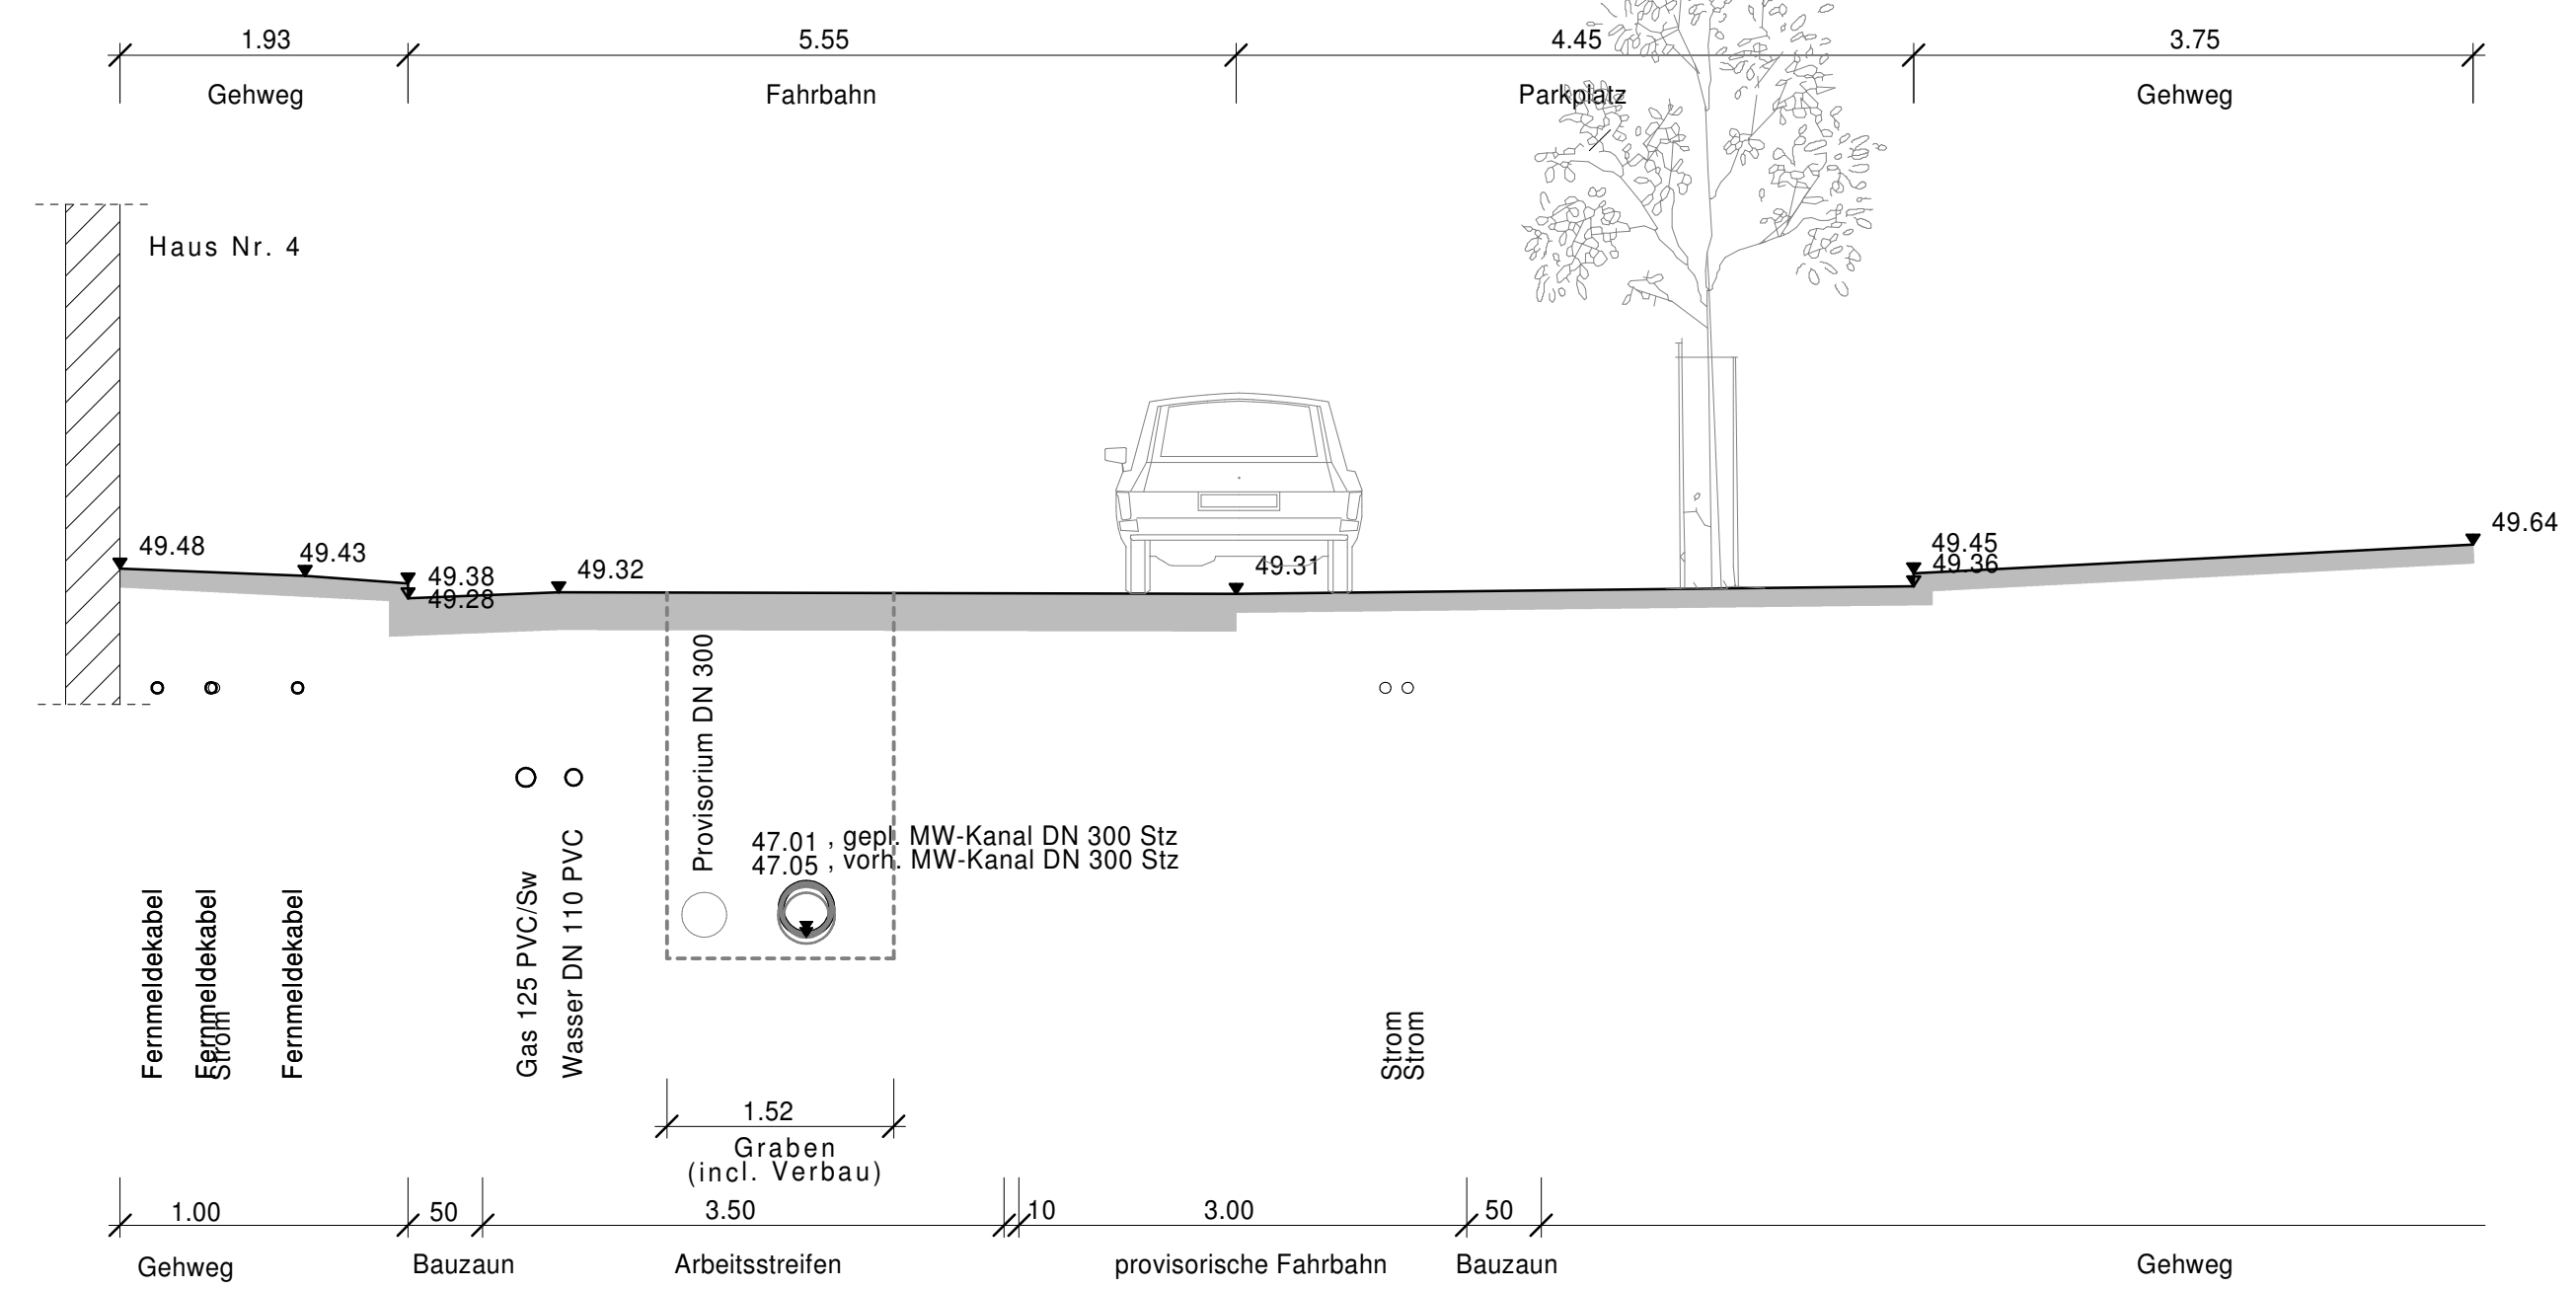 1.93
5.55
4.45
3.75
Gehweg
Fahrbahn
Parkplatz
Gehweg
Haus Nr. 4
49.48
49.43
49.38
49.28
49.32
49.31
49.45
49.36
49.64
Provisorium DN 300
47.01 , gepl. MW-Kanal DN 300 Stz
47.05 , vorh. MW-Kanal DN 300 Stz
Fernmeldekabel
Fernmeldekabel
Strom
Fernmeldekabel
Gas 125 PVC/Sw
Wasser DN 110 PVC
Strom
Strom
1.52
Graben
(incl. Verbau)
1.00
50
3.50
10
3.00
50
Gehweg
Bauzaun
Arbeitsstreifen
provisorische Fahrbahn
Bauzaun
Gehweg